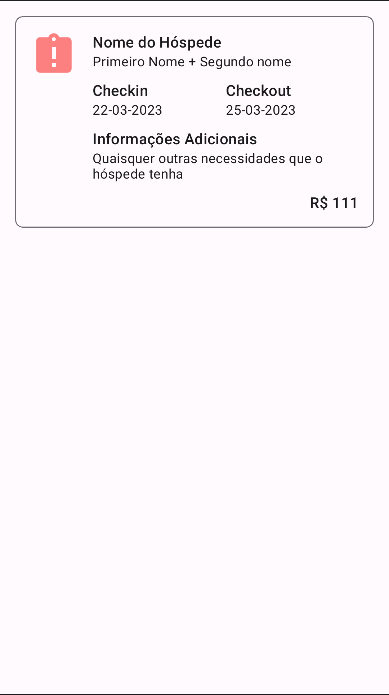 Nome do Hóspede
Primeiro Nome + Segundo nome
Checkin Checkout
22-03-2023 25-03-2023
Informações Adicionais
Quaisquer outras necessidades que o
hóspede tenha
R$ 111